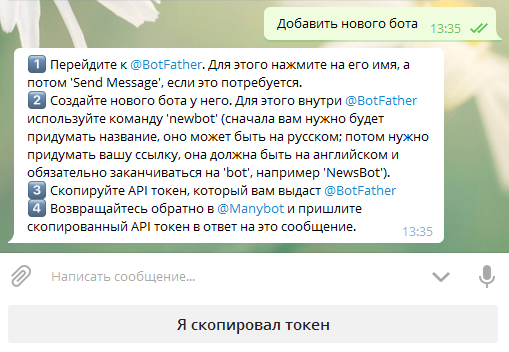 Добавить нового бота 13:35
1 Перейдите к @BotFather. Для этого нажмите на его имя, а
потом 'Send Message', если это потребуется.
2 Создайте нового бота у него. Для этого внутри @BotFather
используйте команду 'newbot' (сначала вам нужно будет
придумать название, оно может быть на русском; потом нужно
придумать вашу ссылку, она должна быть на английском и
обязательно заканчиваться на 'bot', например 'NewsBot').
3 Скопируйте API токен, который вам выдаст @BotFather
4 Возвращайтесь обратно в @Manybot и пришлите
скопированный API токен в ответ на это сообщение.
13:35
Написать сообщение...
Я скопировал токен